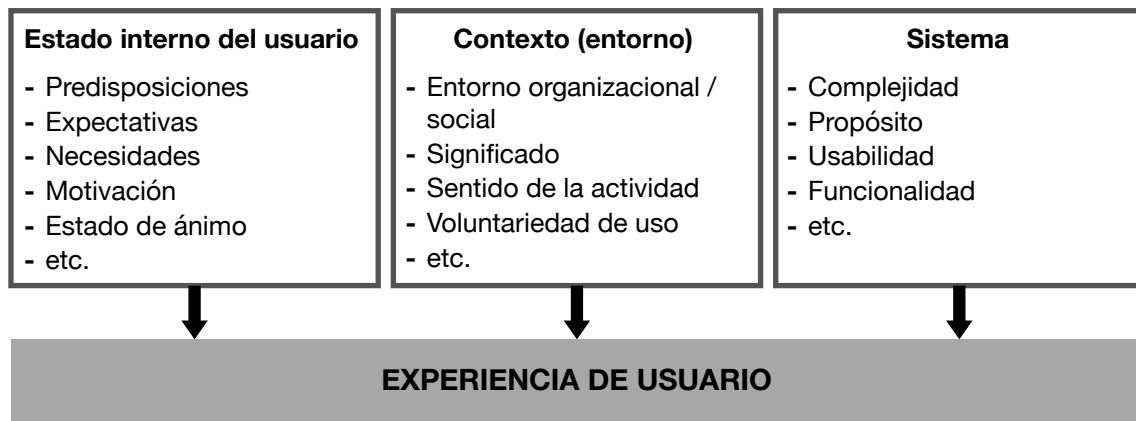 Estado interno del usuario
- Predisposiciones
- Expectativas
- Necesidades
- Motivación
- Estado de ánimo
- etc.
Contexto (entorno)
- Entorno organizacional /
social
- Significado
- Sentido de la actividad
- Voluntariedad de uso
- etc.
Sistema
- Complejidad
- Propósito
- Usabilidad
- Funcionalidad
- etc.
EXPERIENCIA DE USUARIO